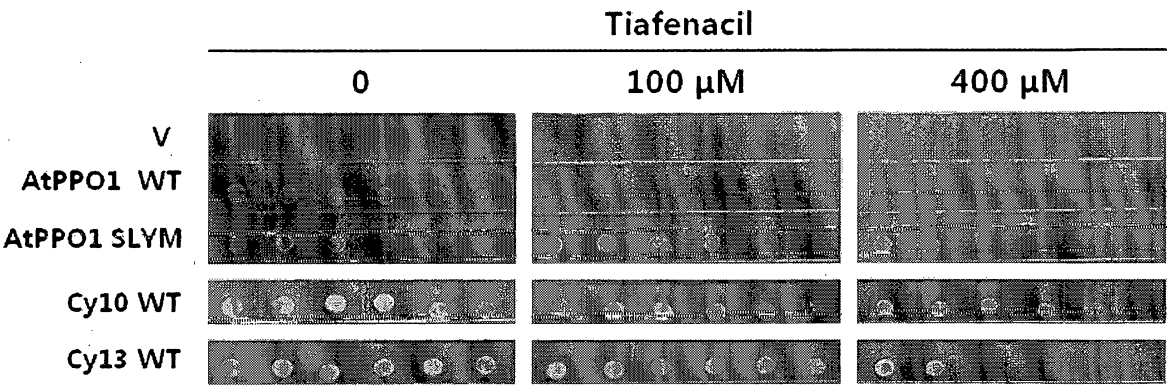 Tiafenacil
0 100 μM 400 μM
V
AtPPO1 WT
AtPPO1 SLYM
Cy10 WT
Cy13 WT